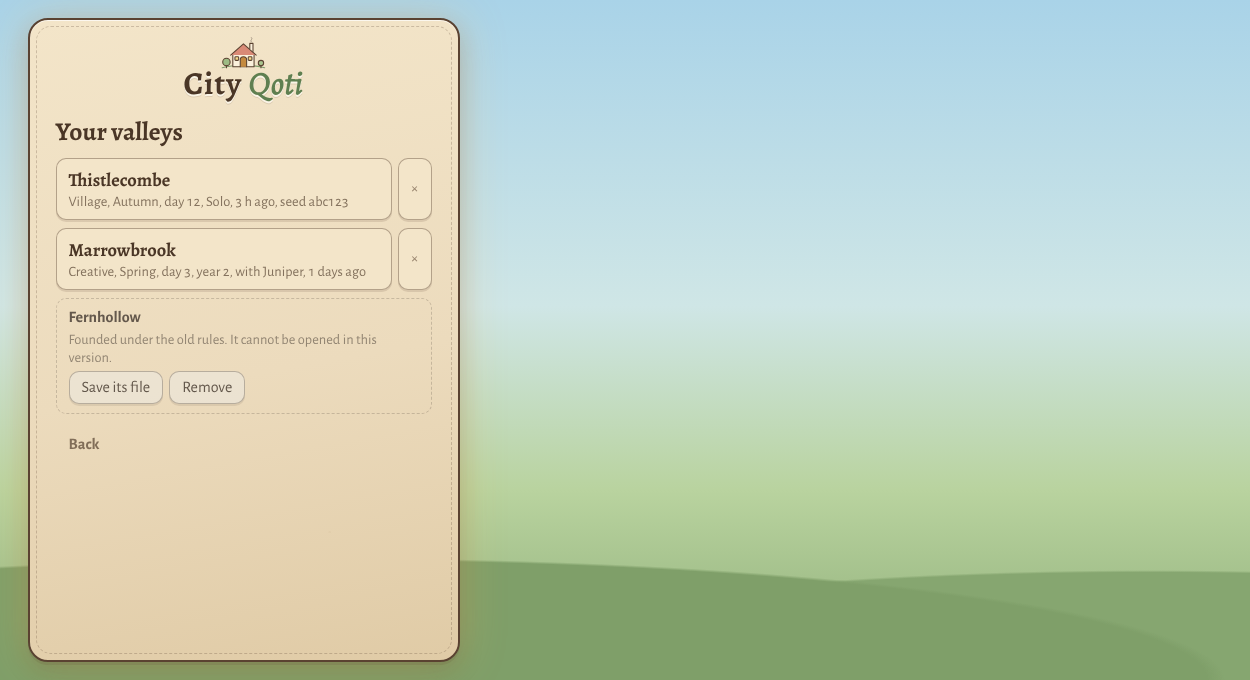 City Qoti
Your valleys
Thistlecombe
Village, Autumn, day 12, Solo, 3 h ago, seed abc123
×
Marrowbrook
Creative, Spring, day 3, year 2, with Juniper, 1 days ago
×
Fernhollow
Founded under the old rules. It cannot be opened in this
version.
Save its file
Remove
Back